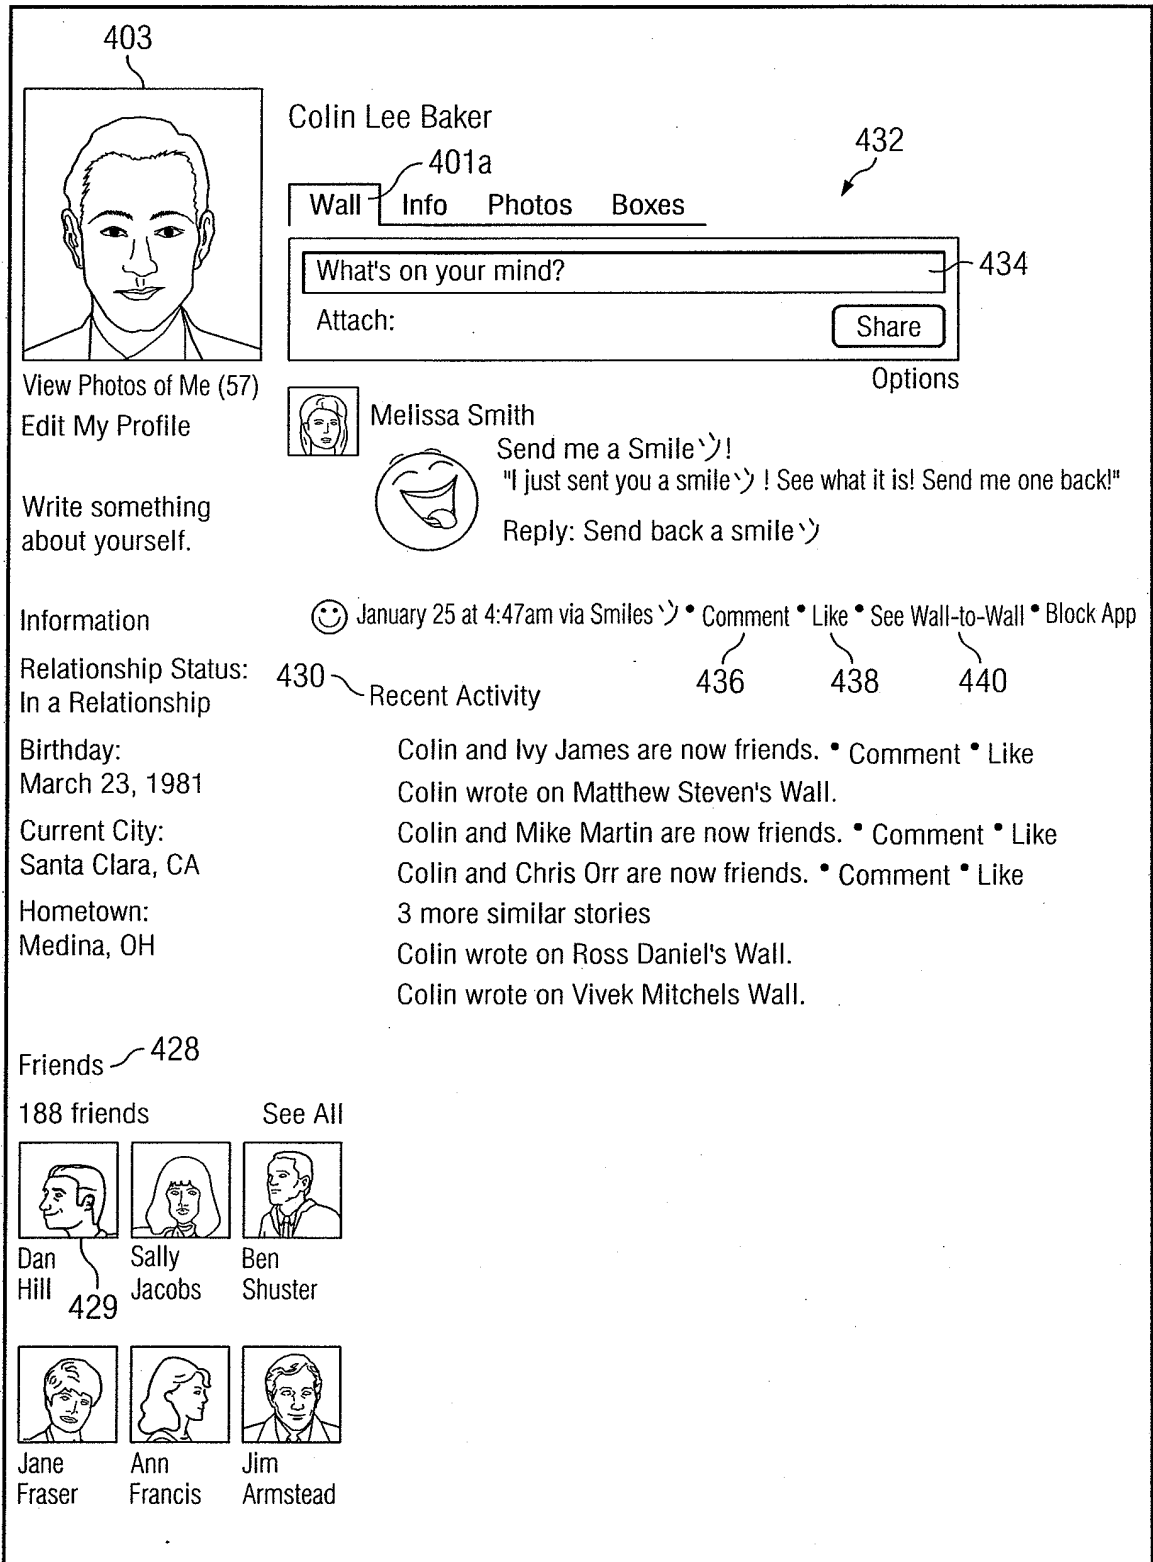 403
Colin Lee Baker
432
401a
Wall Info Photos Boxes
What's on your mind?
434
Attach:
Share
Options
View Photos of Me (57)
Edit My Profile
Write something
about yourself.
Melissa Smith
Send me a Smileツ!
"I just sent you a smileツ ! See what it is! Send me one back!"
Reply: Send back a smileツ
January 25 at 4:47am via Smilesツ • Comment • Like • See Wall-to-Wall • Block App
436 438 440
Information
Relationship Status:
In a Relationship
Birthday:
March 23, 1981
Current City:
Santa Clara, CA
Hometown:
Medina, OH
430
Recent Activity
Colin and Ivy James are now friends. • Comment • Like
Colin wrote on Matthew Steven's Wall.
Colin and Mike Martin are now friends. • Comment • Like
Colin and Chris Orr are now friends. • Comment • Like
3 more similar stories
Colin wrote on Ross Daniel's Wall.
Colin wrote on Vivek Mitchels Wall.
Friends
428
188 friends See All
Dan
Hill
429
Sally
Jacobs
Ben
Shuster
Jane
Fraser
Ann
Francis
Jim
Armstead